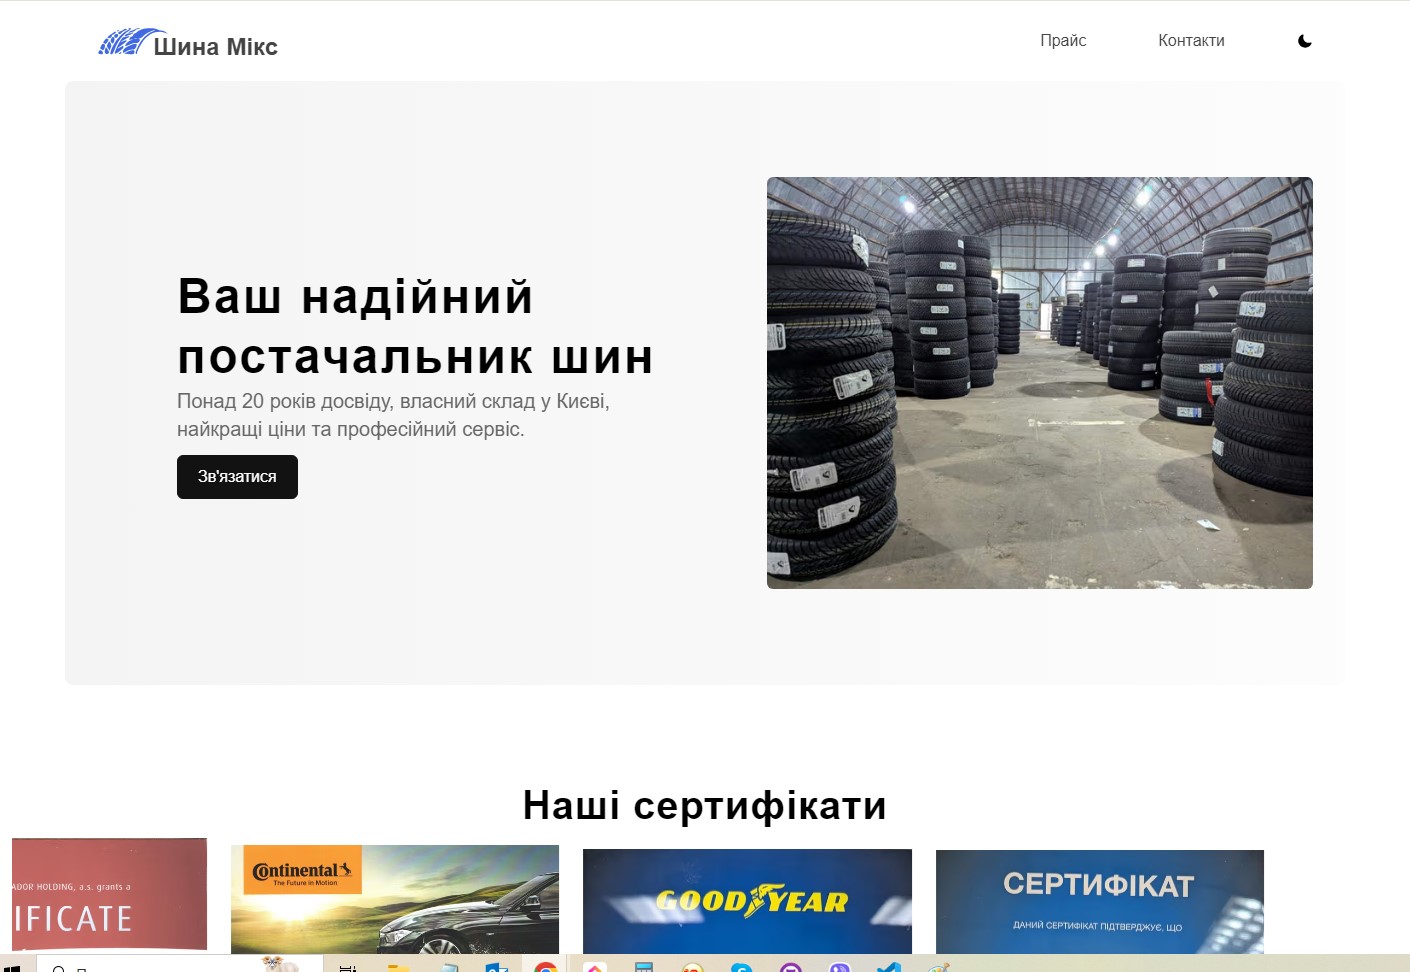 Шина Мікс
Прайс
Контакти
Ваш надійний
постачальник шин
Понад 20 років досвіду, власний склад у Києві,
найкращі ціни та професійний сервіс.
Зв'язатися
Наші сертифікати
ADOR HOLDING, a.s. grants a
IFICATE
Continental
The Future in Motion
GOODYEAR
СЕРТИФІКАТ
ДАНИЙ СЕРТИФІКАТ ПІДТВЕРДЖУЄ, ЩО